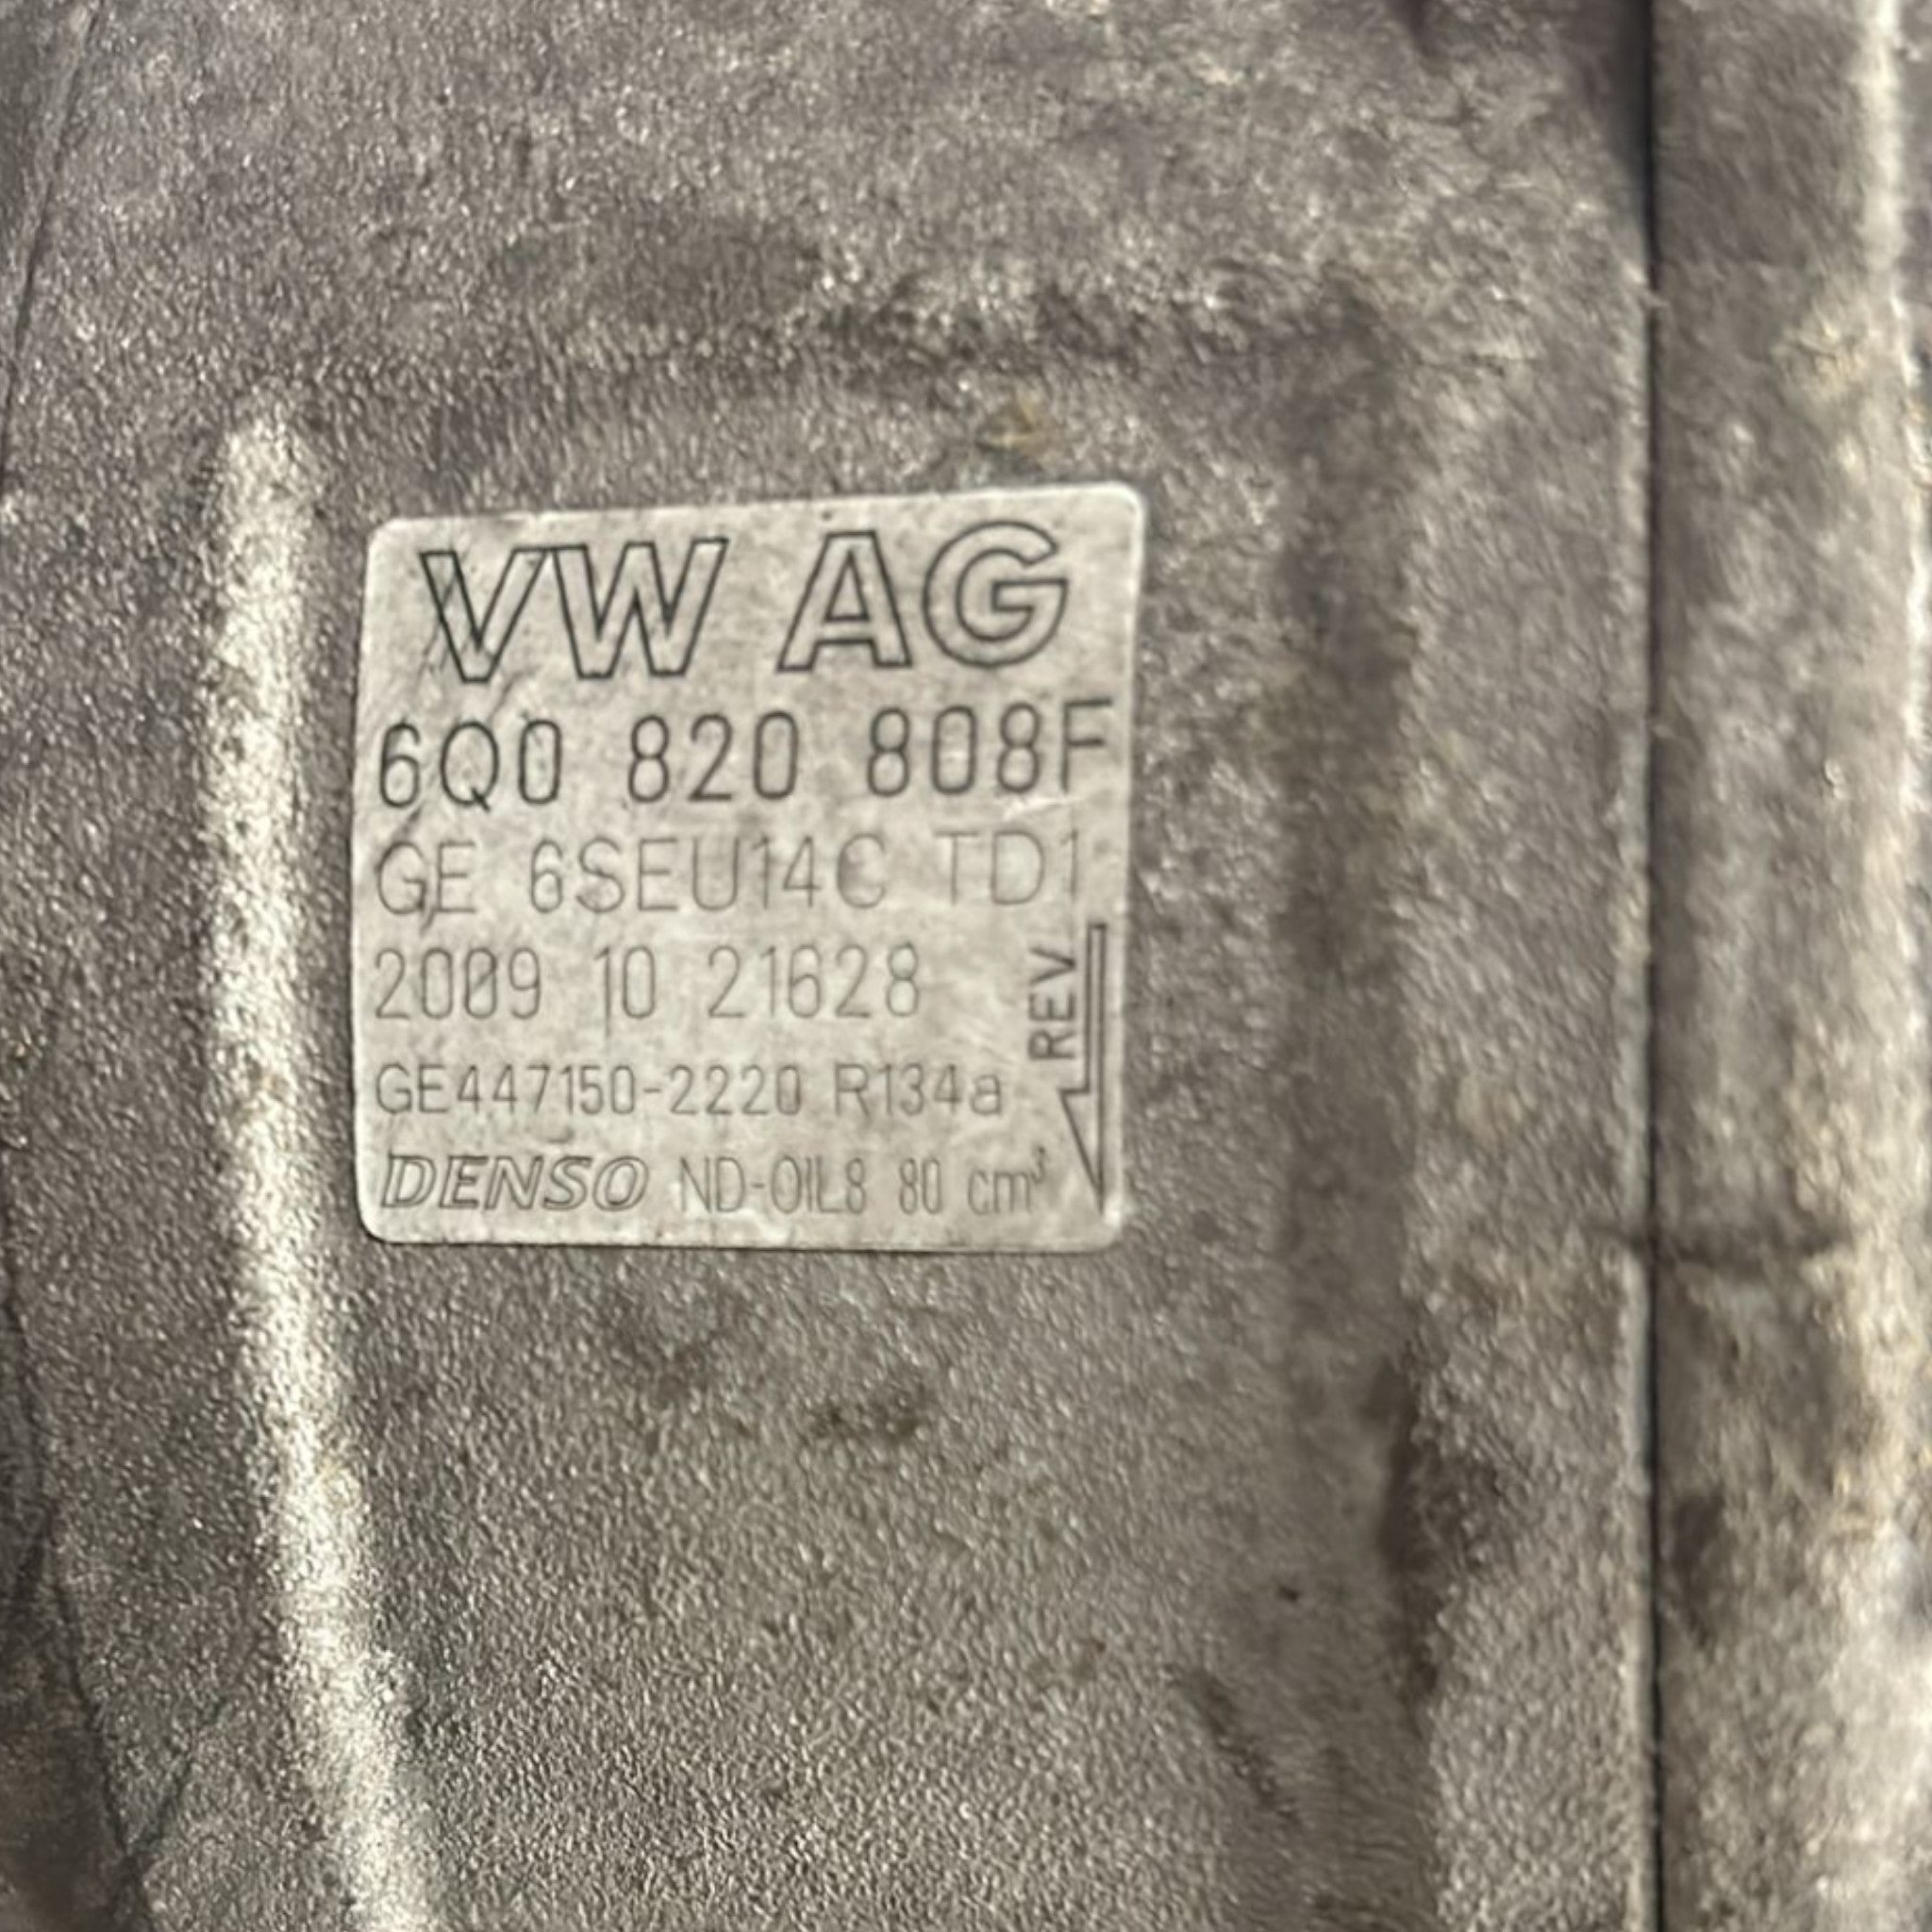 VW AG
6Q0 820 808F
GE 6SEU14C TD1
2009 10 21628
REV
GE447150-2220 R134a
DENSO ND-OIL8 80 cm³